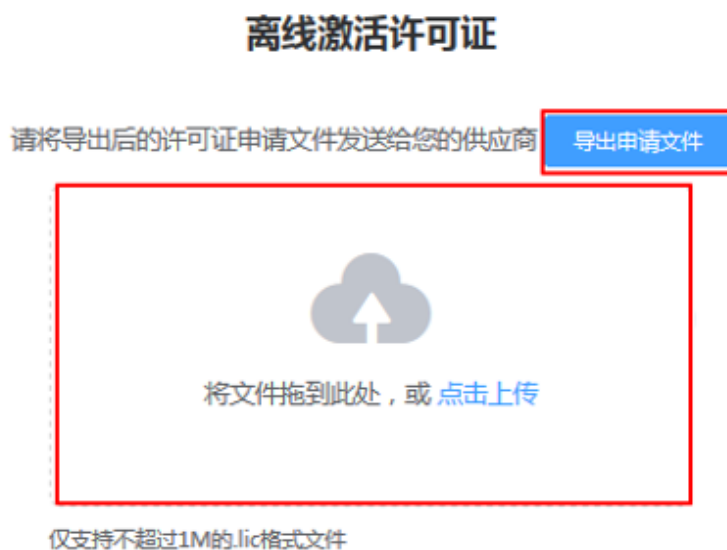 离线激活许可证
请将导出后的许可证申请文件发送给您的供应商 导出申请文件
将文件拖到此处，或 点击上传
仅支持不超过1M的.lic格式文件